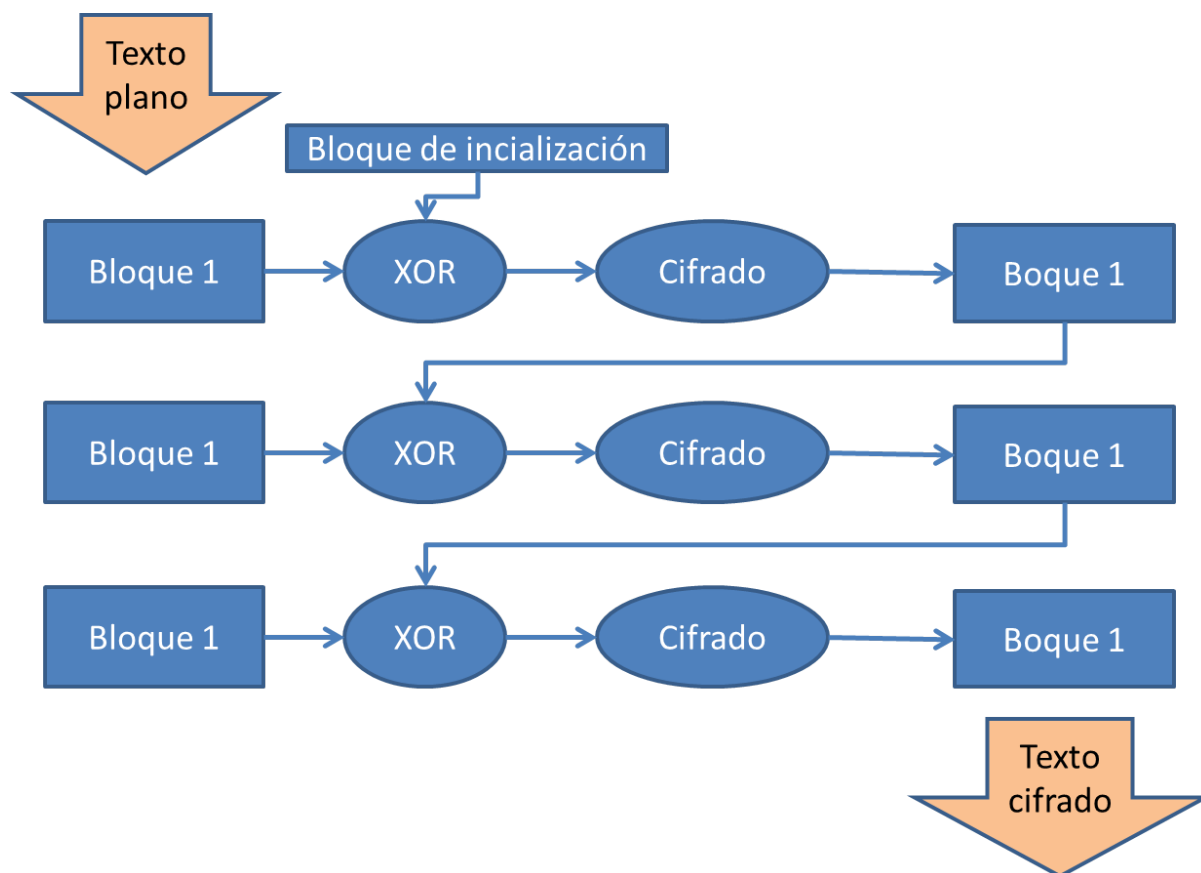 Texto
plano
Bloque de incialización
Bloque 1
XOR
Cifrado
Boque 1
Bloque 1
XOR
Cifrado
Boque 1
Bloque 1
XOR
Cifrado
Boque 1
Texto
cifrado